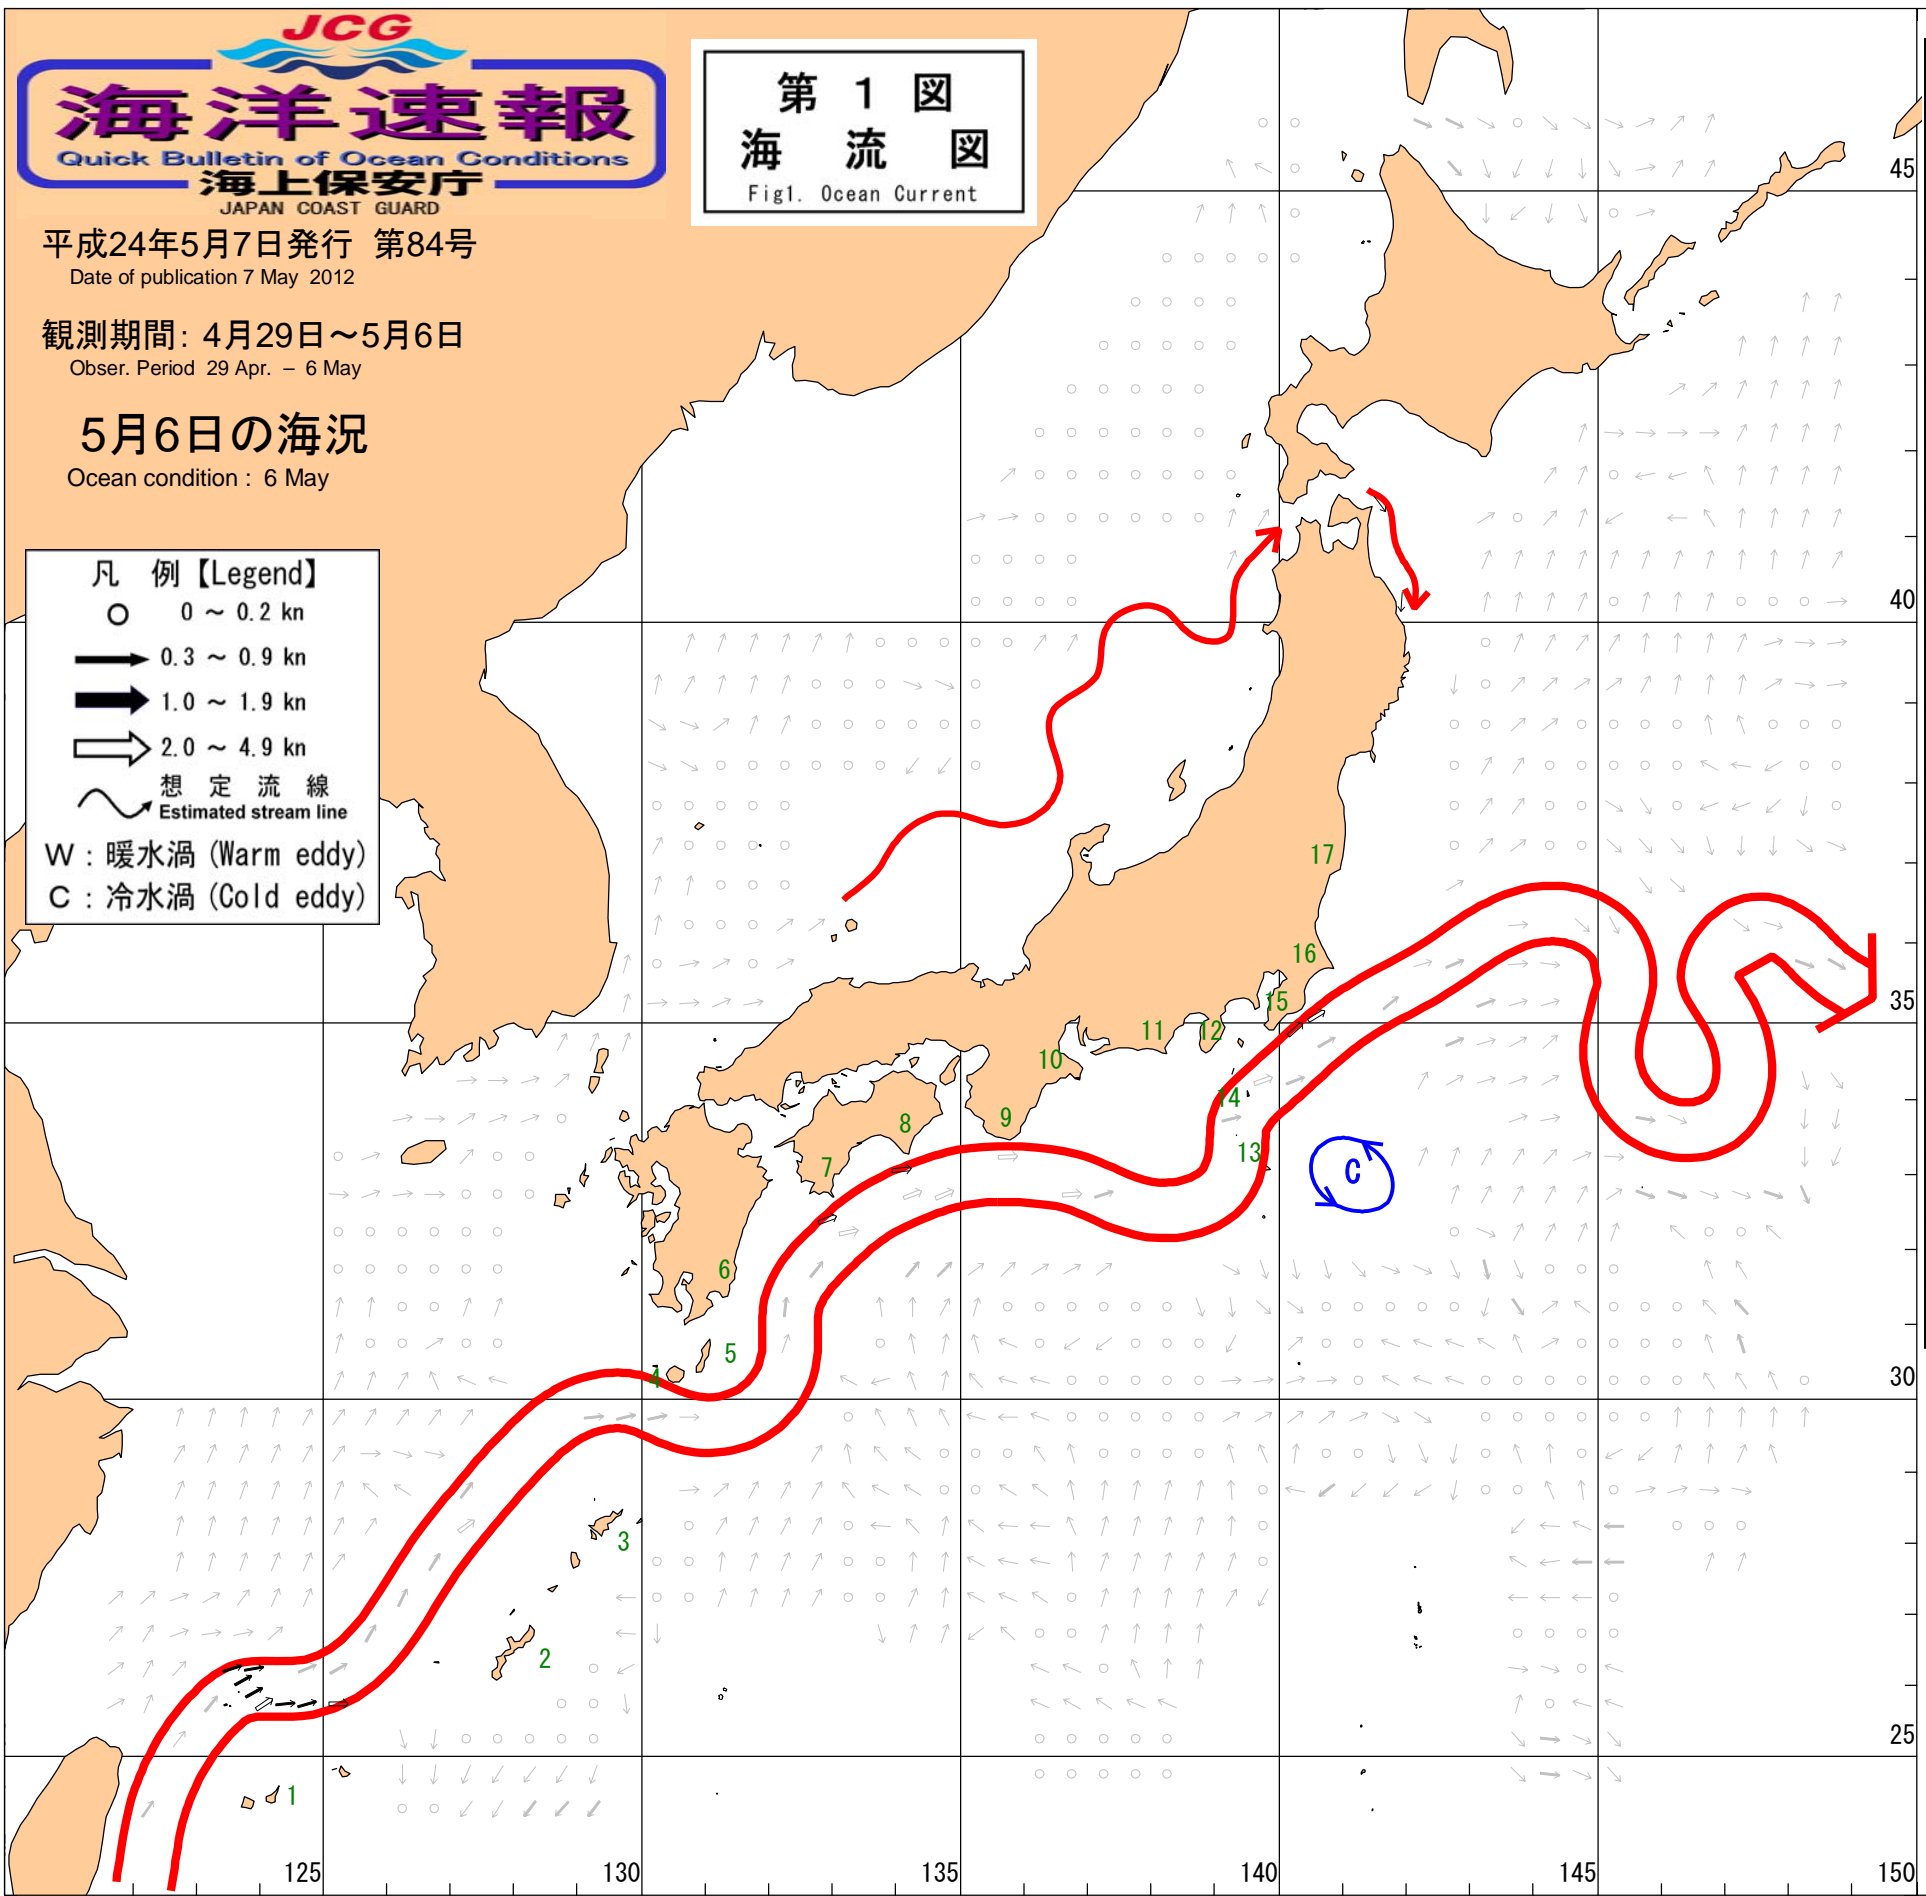 JCG
海洋速報
Quick Bulletin of Ocean Conditions
海上保安庁
JAPAN COAST GUARD
第 1 図
海 流 図
Fig1. Ocean Current
平成24年5月7日発行 第84号
Date of publication 7 May 2012
観測期間: 4月29日～5月6日
Obser. Period 29 Apr. – 6 May
5月6日の海況
Ocean condition : 6 May
凡 例【Legend】
0 ～ 0.2 kn
0.3 ～ 0.9 kn
1.0 ～ 1.9 kn
2.0 ～ 4.9 kn
想 定 流 線
Estimated stream line
W : 暖水渦 (Warm eddy)
C : 冷水渦 (Cold eddy)
45
40
17
16
35
15
11
12
10
14
9
8
13
7
C
6
5
4
30
3
2
25
1
125
130
135
140
145
150